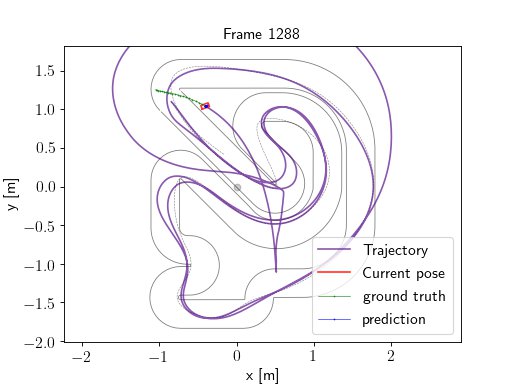 Frame 1288
y [m]
1.5
1.0
0.5
0.0
−0.5
−1.0
−1.5
−2.0
−2
−1
0
1
2
x [m]
Trajectory
Current pose
ground truth
prediction